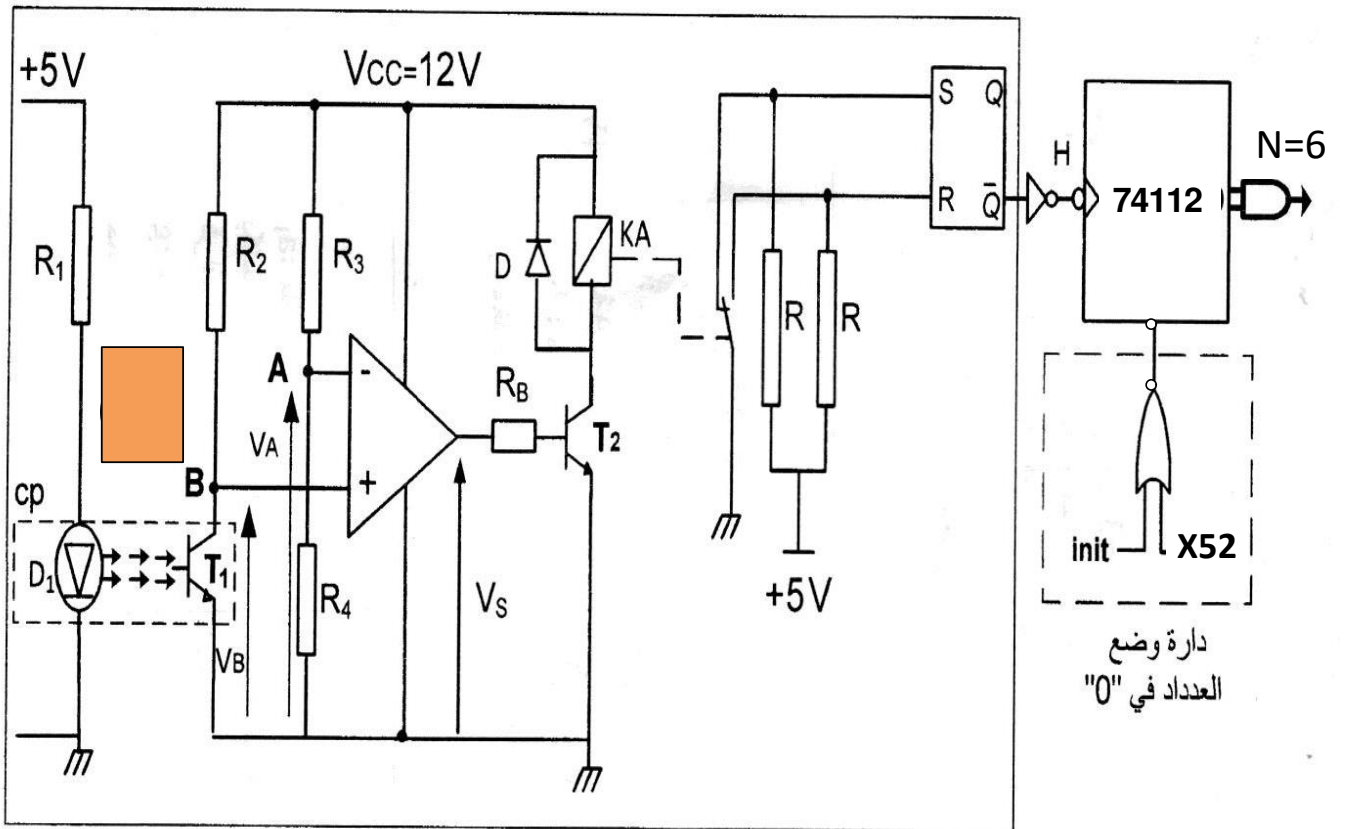 +5V
VCC=12V
R1
R2
R3
D
KA
A
-
RB
T2
VA
B
+
cp
D1
T1
R4
VB
VS
S Q
R Q̅
R R
+5V
H
74112
N=6
init
X52
دارة وضع
العدداد في "0"